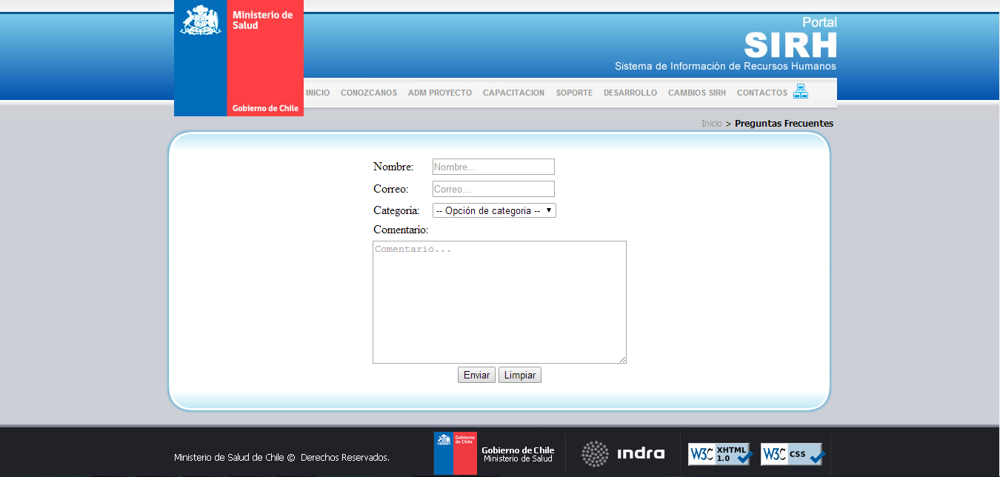 Ministerio de
Salud
Gobierno de Chile
Portal
SIRH
Sistema de Información de Recursos Humanos
INICIO CONOZCANOS ADM PROYECTO CAPACITACION SOPORTE DESARROLLO CAMBIOS SIRH CONTACTOS
Inicio > Preguntas Frecuentes
Nombre: Nombre...
Correo: Correo...
Categoria: -- Opción de categoria --
Comentario:
Comentario...
Enviar Limpiar
Ministerio de Salud de Chile © Derechos Reservados.
Gobierno
de Chile
Gobierno de Chile
Ministerio de Salud
indra
W3C XHTML
1.0
W3C CSS